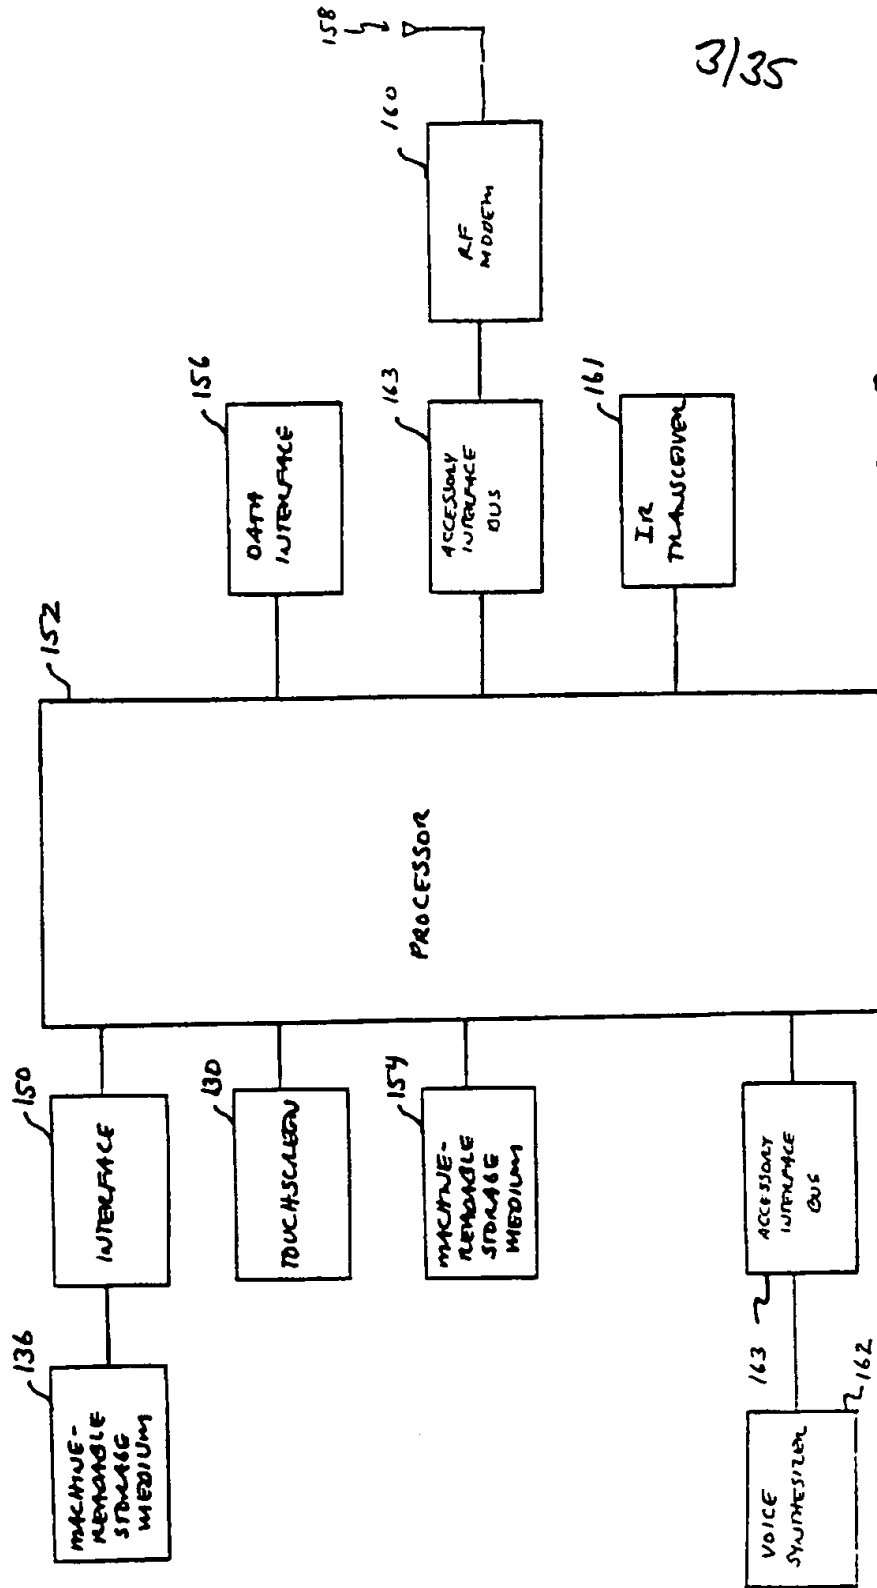 3/35
158
160
RF
MODEM
156
DATA
INTERFACE
163
ACCESSORY
INTERFACE
BUS
161
IR
TRANSCEIVER
152
PROCESSOR
150
INTERFACE
130
TOUCHSCREEN
154
MACHINE-
READABLE
STORAGE
MEDIUM
ACCESSORY
INTERFACE
BUS
163
136
MACHINE-
READABLE
STORAGE
MEDIUM
162
VOICE
SYNTHESIZER